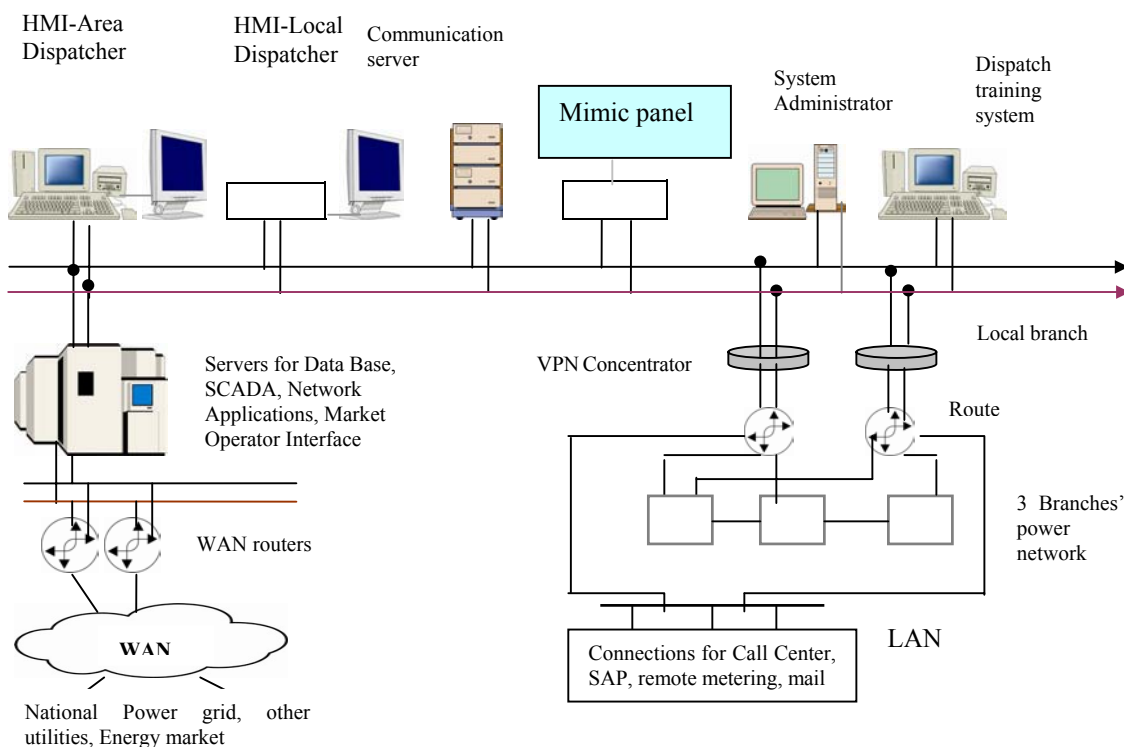 HMI-Area
Dispatcher
HMI-Local
Dispatcher
Communication
server
Mimic panel
System
Administrator
Dispatch
training
system
Servers for Data Base,
SCADA, Network
Applications, Market
Operator Interface
VPN Concentrator
Local branch
Route
WAN routers
3 Branches’
power
network
WAN
LAN
Connections for Call Center,
SAP, remote metering, mail
National Power grid, other
utilities, Energy market